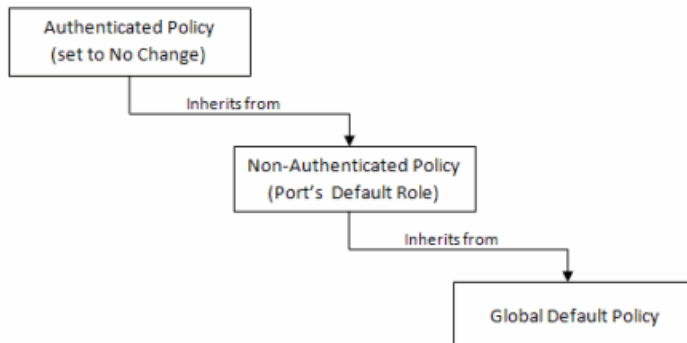 Authenticated Policy
(set to No Change)
Inherits from
Non-Authenticated Policy
(Port's Default Role)
Inherits from
Global Default Policy